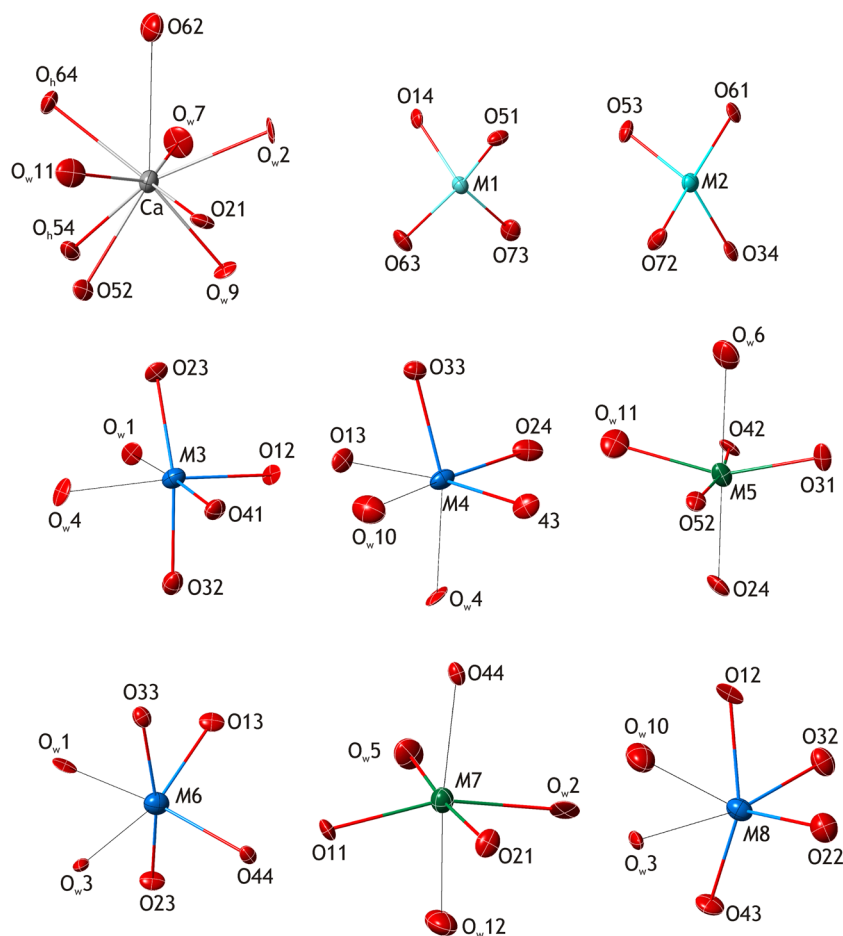 O62
Oh64
Ow7
Ow2
Ow11
Ca
O21
Oh54
O52
Ow9
O14
O51
M1
O63
O73
O61
O53
M2
O72
O34
O23
Ow1
M3
O12
Ow4
O41
O32
O33
O13
O24
M4
43
Ow10
Ow4
Ow6
Ow11
O42
M5
O31
O52
O24
O33
O13
Ow1
M6
Ow3
O44
O23
O44
Ow5
M7
Ow2
O11
O21
Ow12
O12
Ow10
O32
M8
O22
Ow3
O43